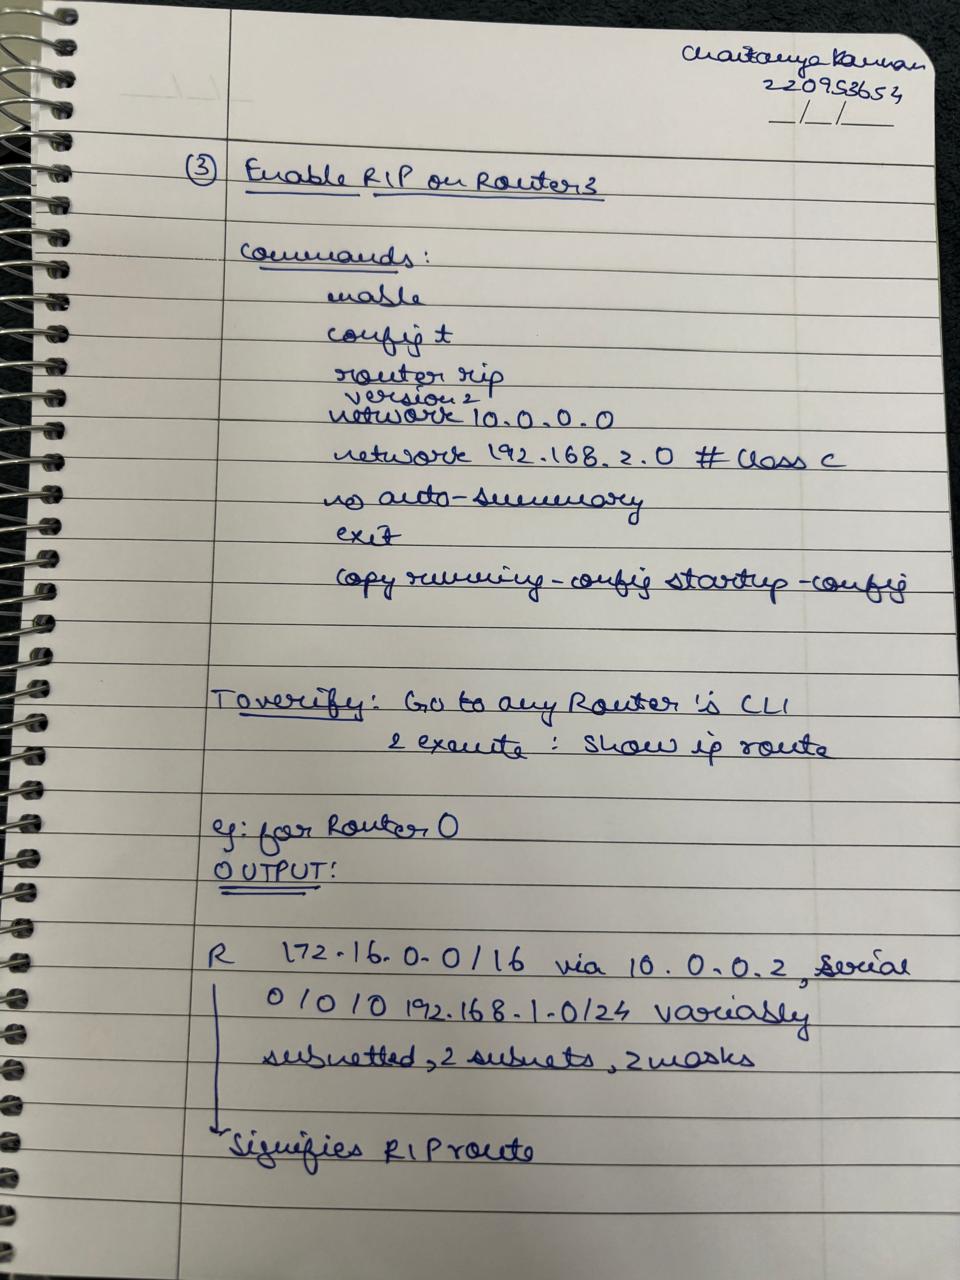 Chaitanya Kannan
220953654
_/_/__
③ Enable RIP on Router3
Commands:
enable
config t
router rip
version 2
network 10.0.0.0
network 192.168.2.0 # Class C
no auto-summary
exit
copy running-config startup-config
To verify: Go to any Router's CLI
& execute: show ip route
eg: for Router 0
OUTPUT:
R 172.16.0.0/16 via 10.0.0.2, serial
0/0/0 192.168.1.0/24 variably
subnetted, 2 subnets, 2 masks
Signifies RIP route